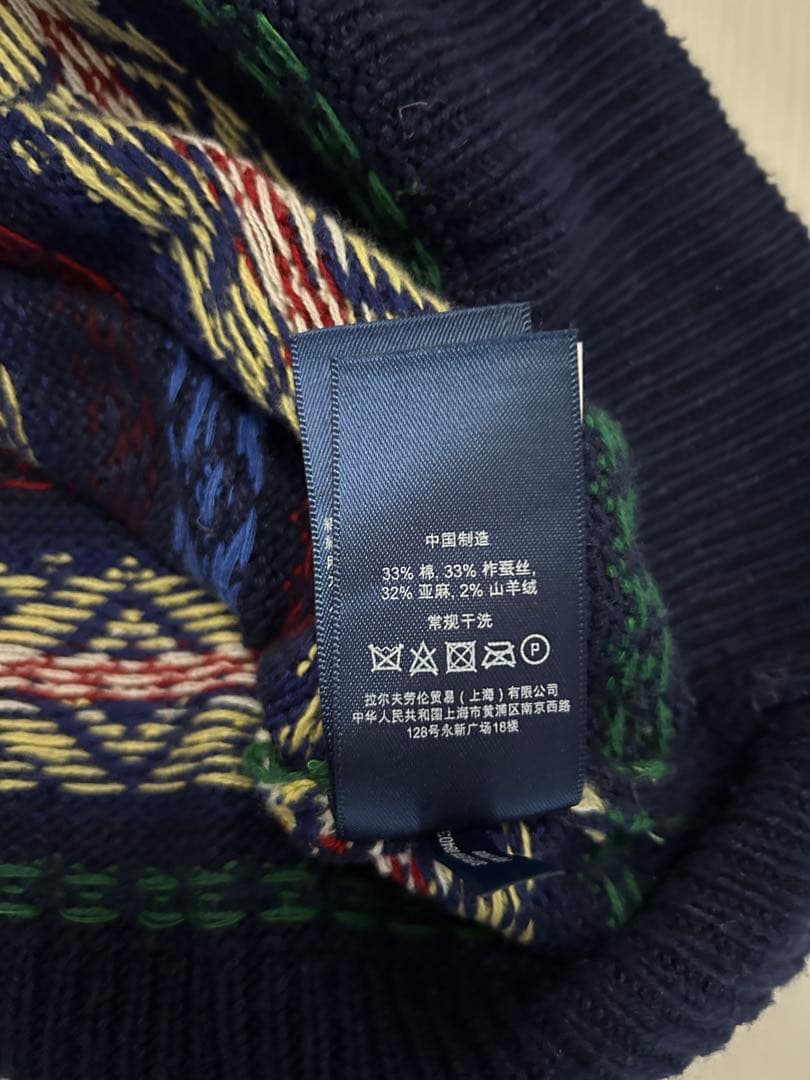 中国制造
33% 棉, 33% 柞蚕丝,
32% 亚麻, 2% 山羊绒
常规干洗
P
拉尔夫劳伦贸易(上海)有限公司
中华人民共和国上海市黄浦区南京西路
128号永新广场18楼